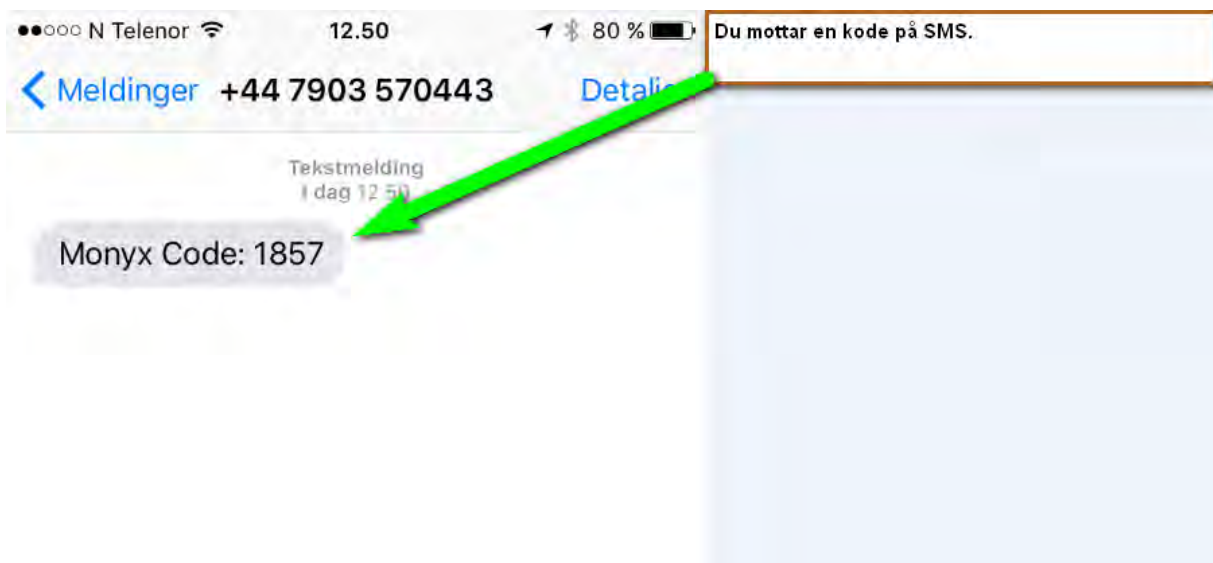 N Telenor 12.50 80 %
Du mottar en kode på SMS.
Meldinger +44 7903 570443
Tekstmelding
I dag 12.50
Monyx Code: 1857